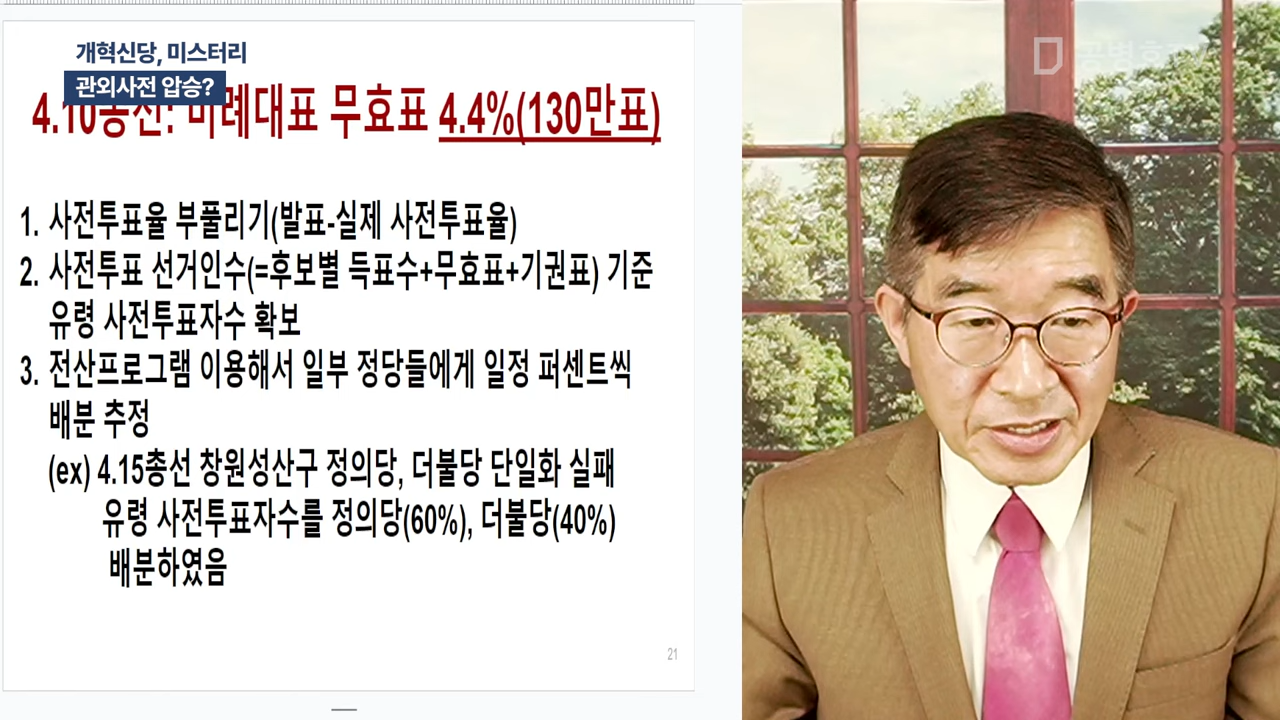 개혁신당, 미스터리
관외사전 압승?
4.10총선: 비례대표 무효표 4.4%(130만표)
1. 사전투표율 부풀리기(발표-실제 사전투표율)
2. 사전투표 선거인수(=후보별 득표수+무효표+기권표) 기준
유령 사전투표자수 확보
3. 전산프로그램 이용해서 일부 정당들에게 일정 퍼센트씩
배분 추정
(ex) 4.15총선 창원성산구 정의당, 더불당 단일화 실패
유령 사전투표자수를 정의당(60%), 더불당(40%)
배분하였음
21
공병호